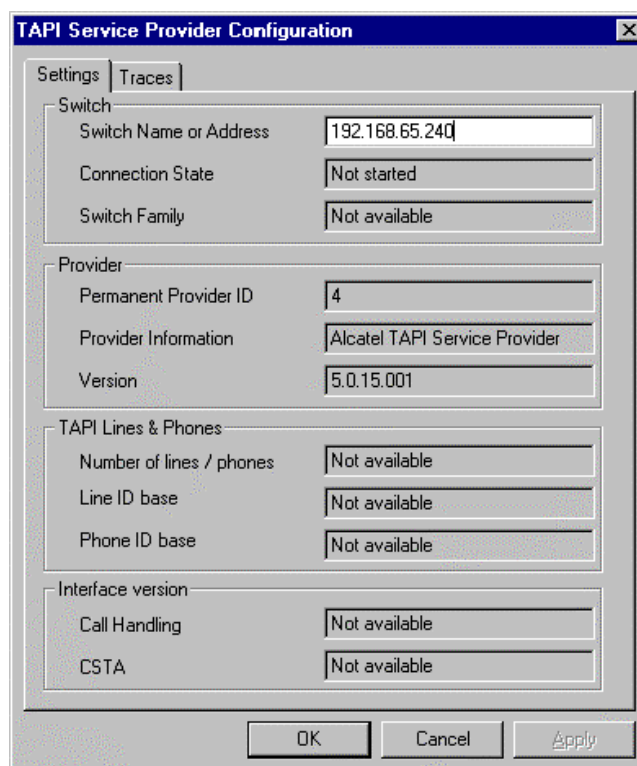 TAPI Service Provider Configuration
Settings Traces
Switch
Switch Name or Address 192.168.65.240
Connection State Not started
Switch Family Not available
Provider
Permanent Provider ID 4
Provider Information Alcatel TAPI Service Provider
Version 5.0.15.001
TAPI Lines & Phones
Number of lines / phones Not available
Line ID base Not available
Phone ID base Not available
Interface version
Call Handling Not available
CSTA Not available
OK Cancel Apply